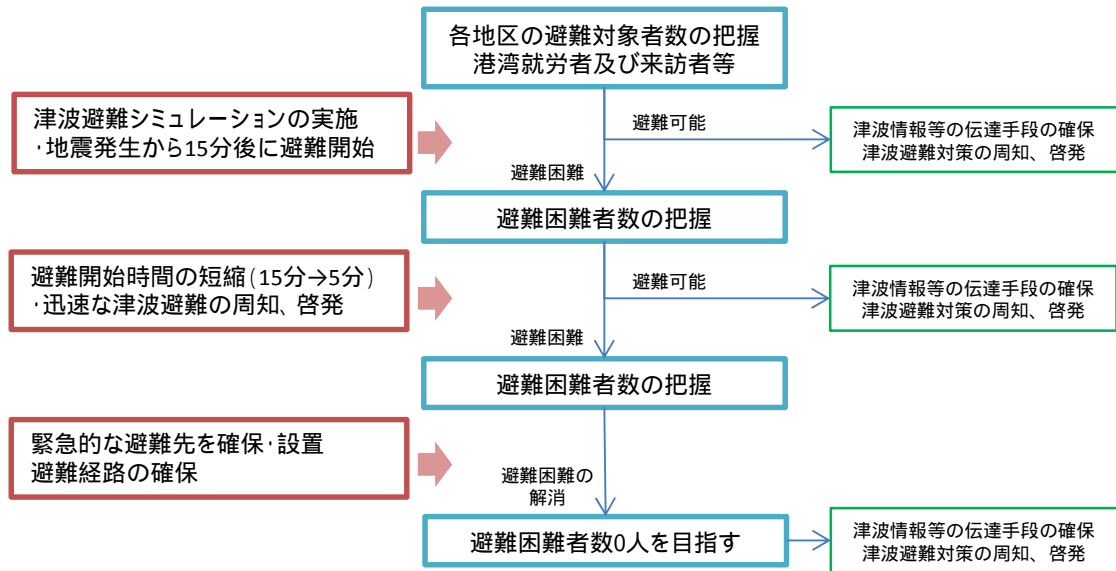 各地区の避難対象者数の把握
港湾就労者及び来訪者等
津波避難シミュレーションの実施
・地震発生から15分後に避難開始
避難可能
津波情報等の伝達手段の確保
津波避難対策の周知、啓発
避難困難
避難困難者数の把握
避難開始時間の短縮(15分→5分)
・迅速な津波避難の周知、啓発
避難可能
津波情報等の伝達手段の確保
津波避難対策の周知、啓発
避難困難
避難困難者数の把握
緊急的な避難先を確保・設置
避難経路の確保
避難困難の
解消
避難困難者数0人を目指す
津波情報等の伝達手段の確保
津波避難対策の周知、啓発